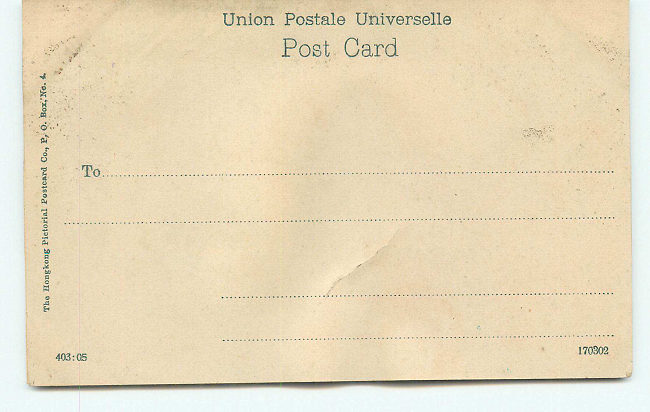 Union Postale Universelle
Post Card
The Hongkong Pictorial Postcard Co., P, O. Box, No. 4.
To
403:05
170302